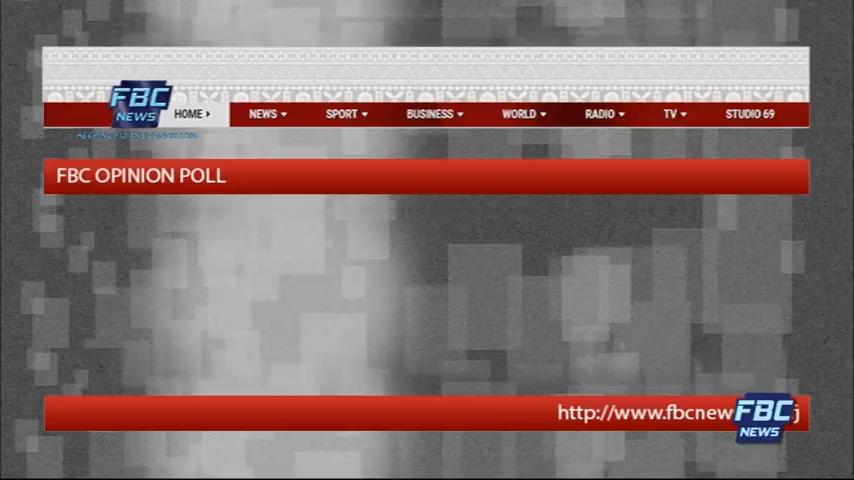 FBC
NEWS
HOME NEWS SPORT BUSINESS WORLD RADIO TV STUDIO 69
FBC OPINION POLL
http://www.fbcnew
FBC
j
NEWS